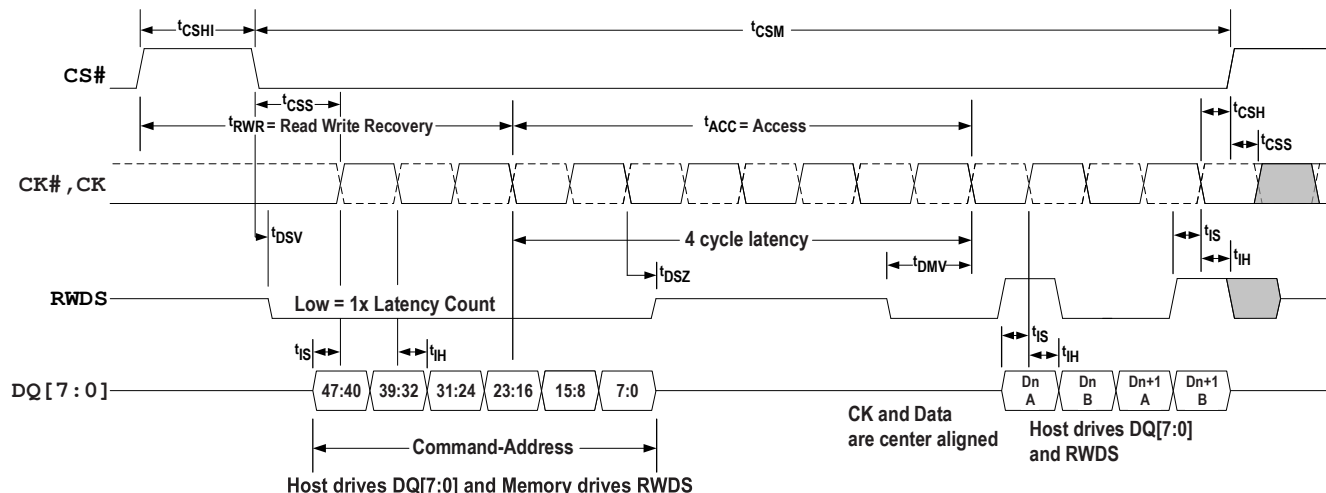 tCSHI
tCSM
CS#
tCSS
tRWR = Read Write Recovery
tACC = Access
tCSH
tCSS
CK#,CK
tDSV
4 cycle latency
tIS
tIH
tDMV
tDSZ
RWDS
Low = 1x Latency Count
tIS
tIH
tIS
tIH
DQ[7:0]
47:40
39:32
31:24
23:16
15:8
7:0
Dn
A
Dn
B
Dn+1
A
Dn+1
B
CK and Data
are center aligned
Host drives DQ[7:0]
and RWDS
Command-Address
Host drives DQ[7:0] and Memory drives RWDS